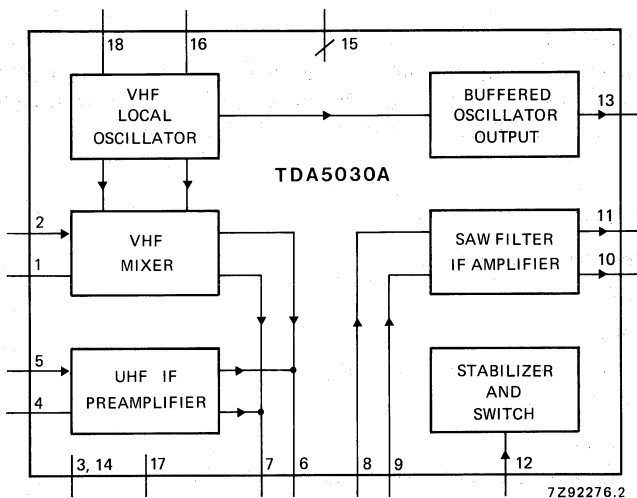 18
16
15
VHF
LOCAL
OSCILLATOR
BUFFERED
OSCILLATOR
OUTPUT
13
TDA5030A
2
1
VHF
MIXER
SAW FILTER
IF AMPLIFIER
11
10
5
4
UHF IF
PREAMPLIFIER
STABILIZER
AND
SWITCH
3, 14
17
7
6
8
9
12
7Z92276.2